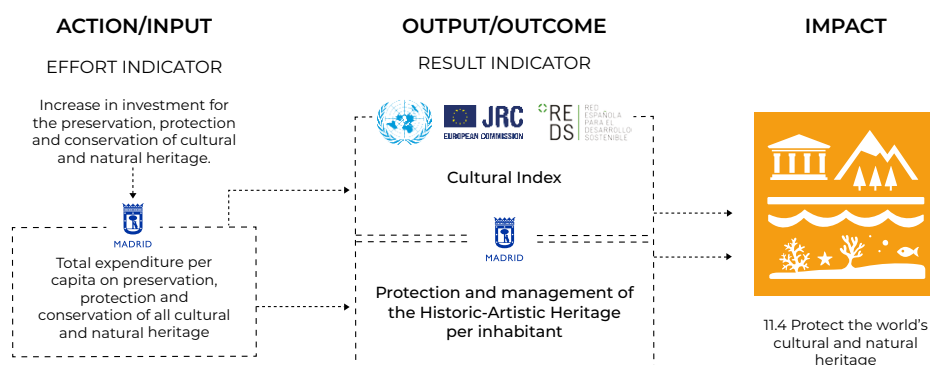 ACTION/INPUT
EFFORT INDICATOR
Increase in investment for
the preservation, protection
and conservation of cultural
and natural heritage.
MADRID
Total expenditure per
capita on preservation,
protection and
conservation of all cultural
and natural heritage
OUTPUT/OUTCOME
RESULT INDICATOR
JRC
EUROPEAN COMMISSION
RE
DS
RED
ESPAÑOLA
PARA EL
DESARROLLO
SOSTENIBLE
Cultural Index
MADRID
Protection and management of
the Historic-Artistic Heritage
per inhabitant
IMPACT
11.4 Protect the world's
cultural and natural
heritage